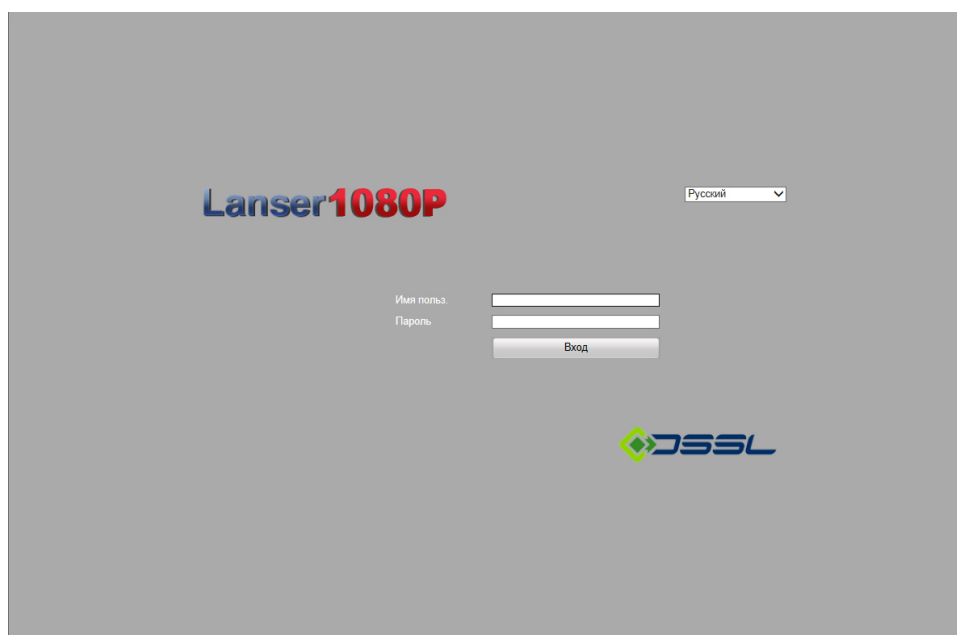 Lanser1080P
Русский
Имя польз.
Пароль
Вход
DSSL